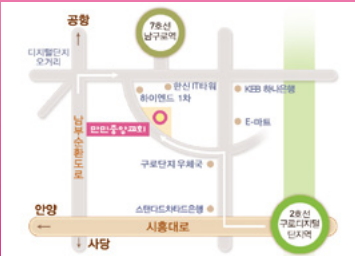 공항
7호선
남구로역
디지털단지
오거리
한신IT타워
하이엔드 1차
KEB 하나은행
만민중앙교회
E-마트
남부순환도로
구로단지우체국
스탠다드차타드은행
안양
시흥대로
사당
2호선
구로디지털
단지역